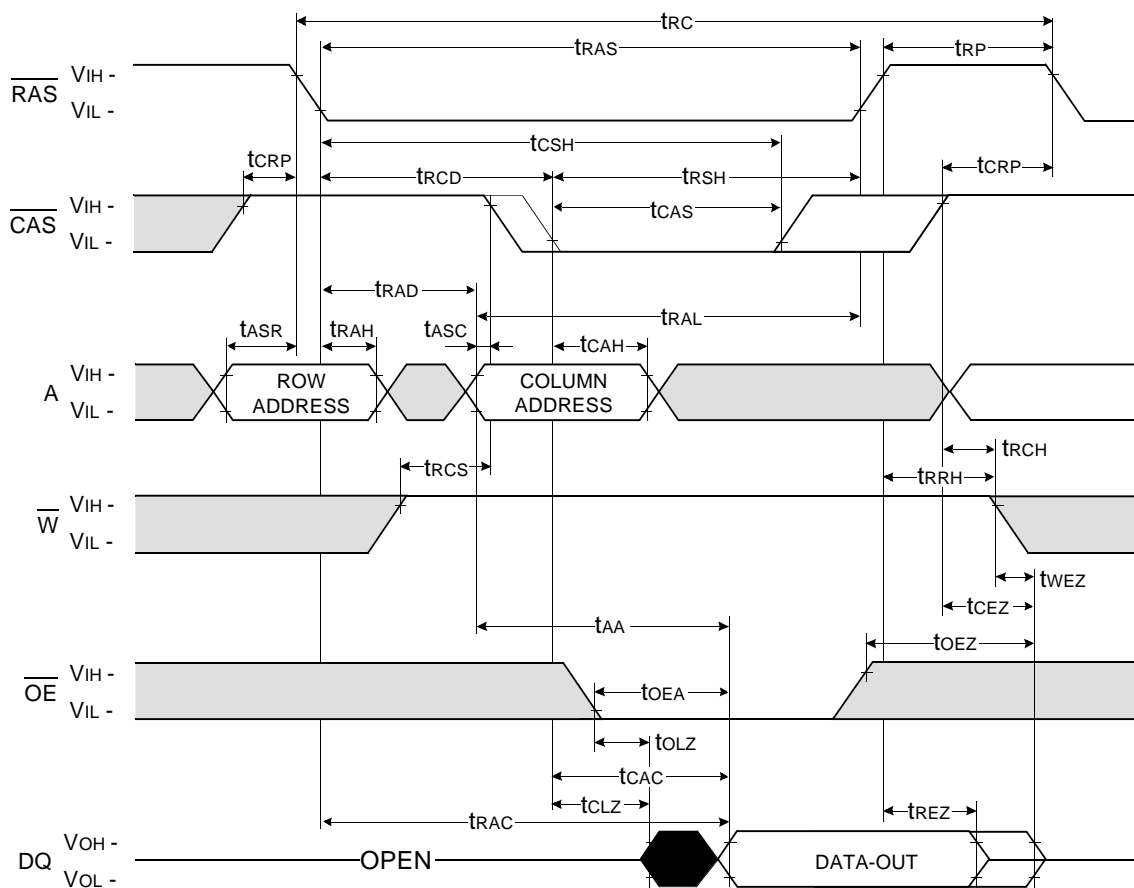 tRC
tRAS tRP
RAS VIH -
VIL -
tCSH
tCRP tRCD tRSH tCRP
CAS VIH -
VIL -
tCAS
tRAD
tRAL
tASR tRAH tASC tCAH
A VIH -
VIL -
ROW
ADDRESS
COLUMN
ADDRESS
tRCS tRCH
tRRH
W VIH -
VIL -
tWEZ
tCEZ
tAA tOEZ
OE VIH -
VIL -
tOEA
tOLZ
tCAC
tCLZ tREZ
tRAC
DQ VOH -
VOL -
OPEN DATA-OUT